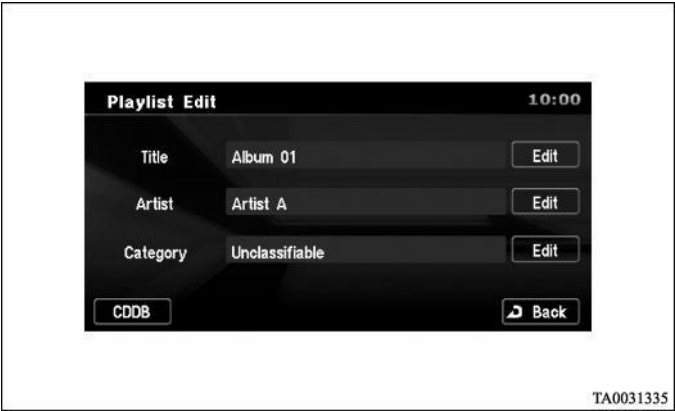 Playlist Edit 10:00
Title Album 01 Edit
Artist Artist A Edit
Category Unclassifiable Edit
CDDB Back
TA0031335